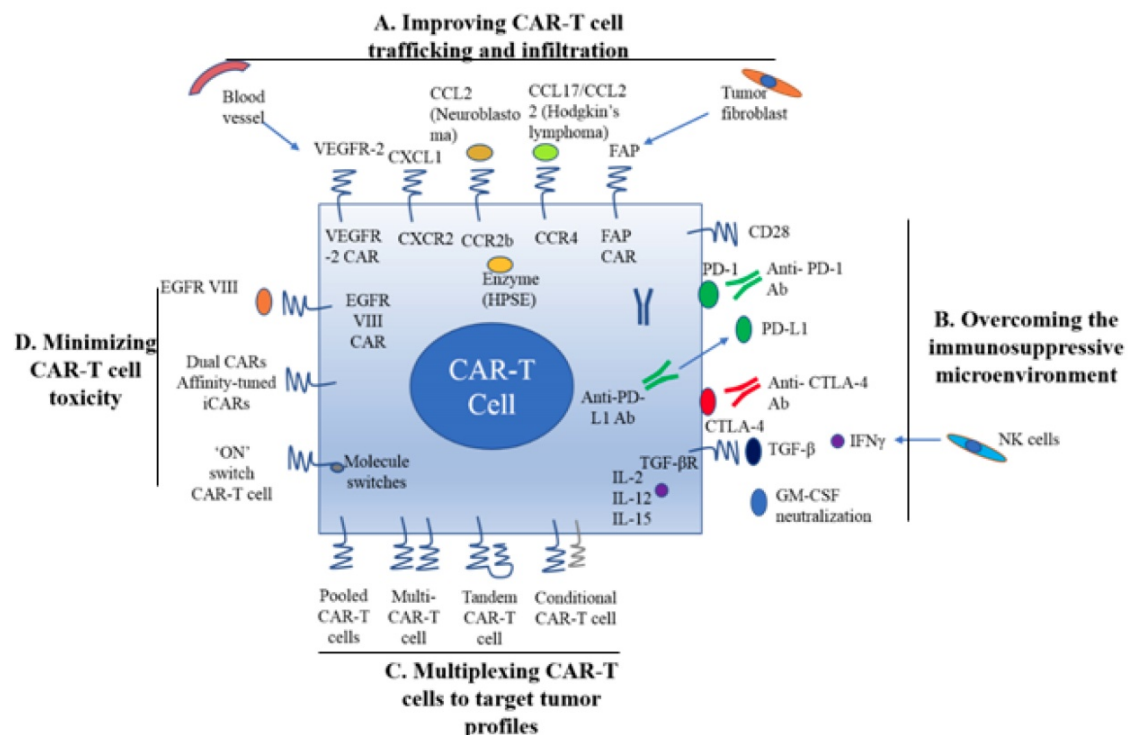 A. Improving CAR-T cell
trafficking and infiltration
Blood
vessel
CCL2
(Neuroblasto
ma)
CCL17/CCL2
2 (Hodgkin's
lymphoma)
Tumor
fibroblast
VEGFR-2
CXCL1
FAP
VEGFR
-2 CAR
CXCR2
CCR2b
CCR4
FAP
CAR
CD28
Enzyme
(HPSE)
PD-1
Anti- PD-1
Ab
EGFR VIII
EGFR
VIII
CAR
PD-L1
B. Overcoming the
immunosuppressive
microenvironment
D. Minimizing
CAR-T cell
toxicity
Dual CARs
Affinity-tuned
iCARs
CAR-T
Cell
Anti-PD-
L1 Ab
Anti- CTLA-4
Ab
CTLA-4
'ON'
switch
CAR-T cell
Molecule
switches
TGF-βR
TGF-β
IFNγ
NK cells
IL-2
IL-12
IL-15
GM-CSF
neutralization
Pooled
CAR-T
cells
Multi-
CAR-T
cell
Tandem
CAR-T
cell
Conditional
CAR-T cell
C. Multiplexing CAR-T
cells to target tumor
profiles